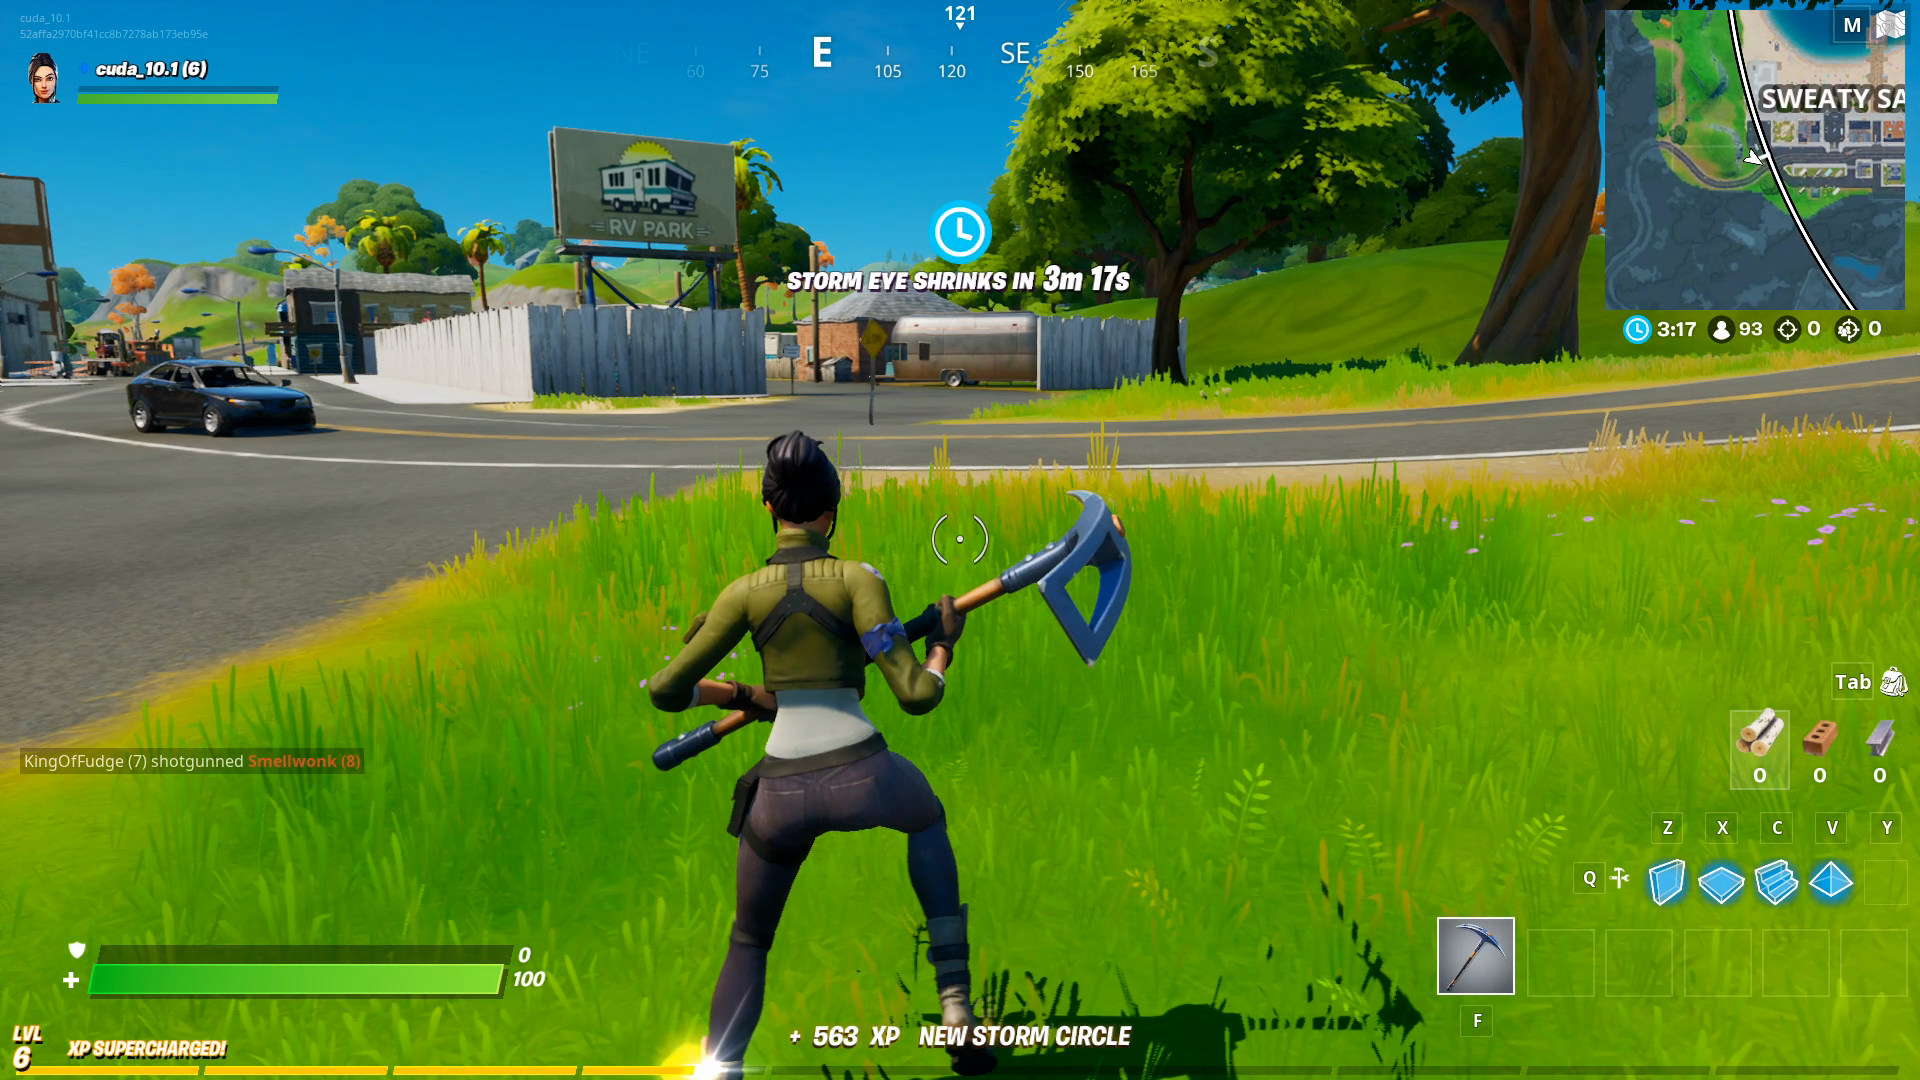 cuda_10.1
52affa2970bf41cc8b7278ab173eb95e
cuda_10.1 (6)
121
NE 60 75 E 105 120 SE 150 165 S
M
SWEATY SA
RV PARK
STORM EYE SHRINKS IN 3m 17s
3:17 93 0 0
Tab
KingOfFudge (7) shotgunned Smellwonk (8)
0 0 0
Z X C V Y
Q
0
100
F
LVL
6
XP SUPERCHARGED!
+ 563 XP NEW STORM CIRCLE